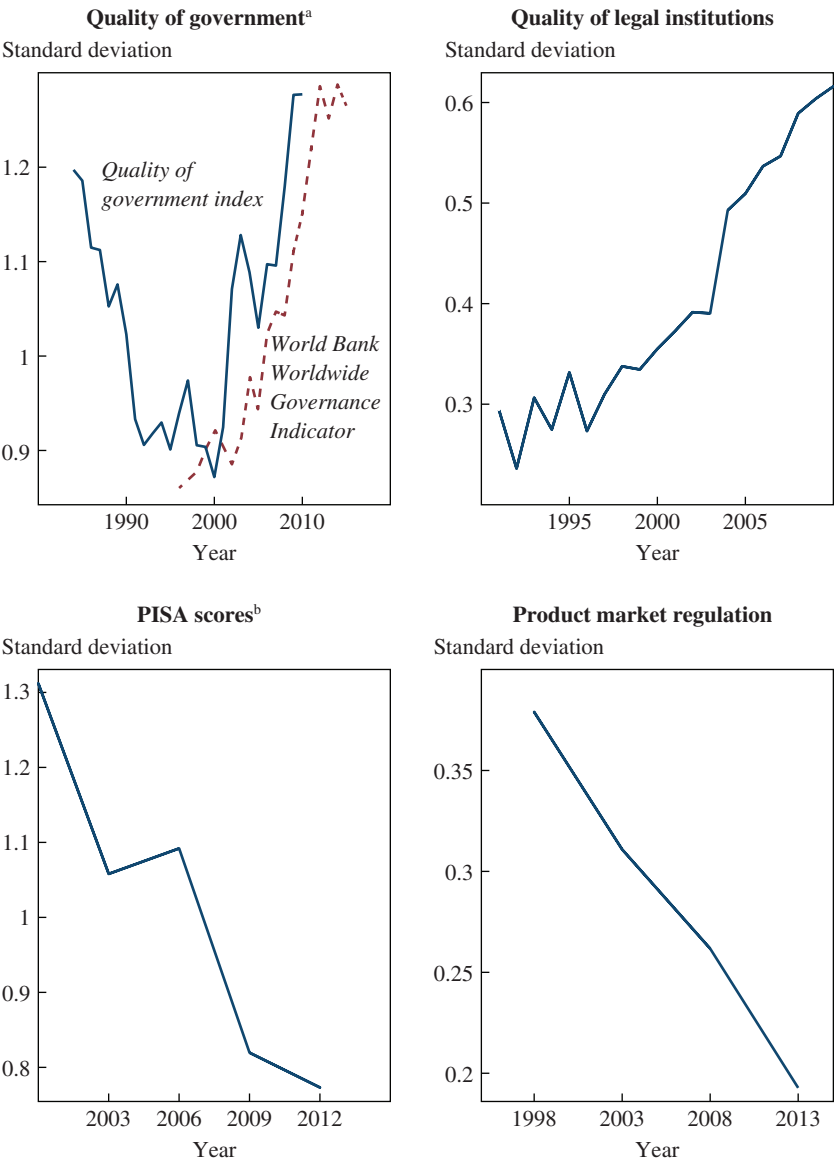 Quality of governmentᵃ
Standard deviation
1.2
1.1
1
0.9
Quality of
government index
World Bank
Worldwide
Governance
Indicator
1990 2000 2010
Year
Quality of legal institutions
Standard deviation
0.6
0.5
0.4
0.3
1995 2000 2005
Year
PISA scoresᵇ
Standard deviation
1.3
1.2
1.1
1
0.9
0.8
2003 2006 2009 2012
Year
Product market regulation
Standard deviation
0.35
0.3
0.25
0.2
1998 2003 2008 2013
Year